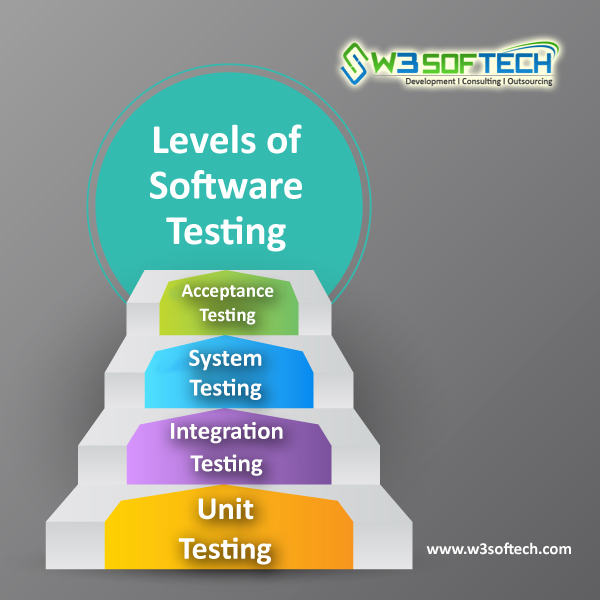 W3SOFTECH
Development I Consulting I Outsourcing
Levels of
Software
Testing
Acceptance
Testing
System
Testing
Integration
Testing
Unit
Testing
www.w3softech.com